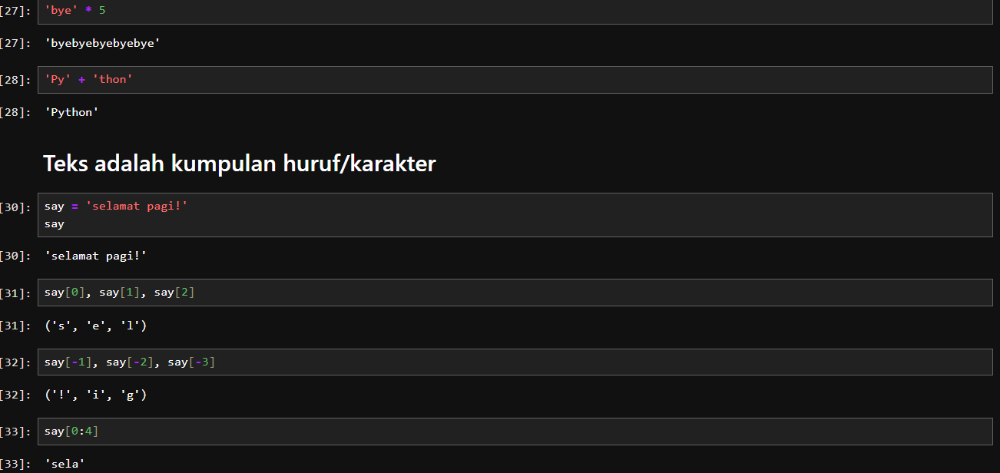 [27]: 'bye' * 5
[27]: 'byebyebyebyebye'
[28]: 'Py' + 'thon'
[28]: 'Python'
Teks adalah kumpulan huruf/karakter
[30]: say = 'selamat pagi!'
say
[30]: 'selamat pagi!'
[31]: say[0], say[1], say[2]
[31]: ('s', 'e', 'l')
[32]: say[-1], say[-2], say[-3]
[32]: ('!', 'i', 'g')
[33]: say[0:4]
[33]: 'sela'